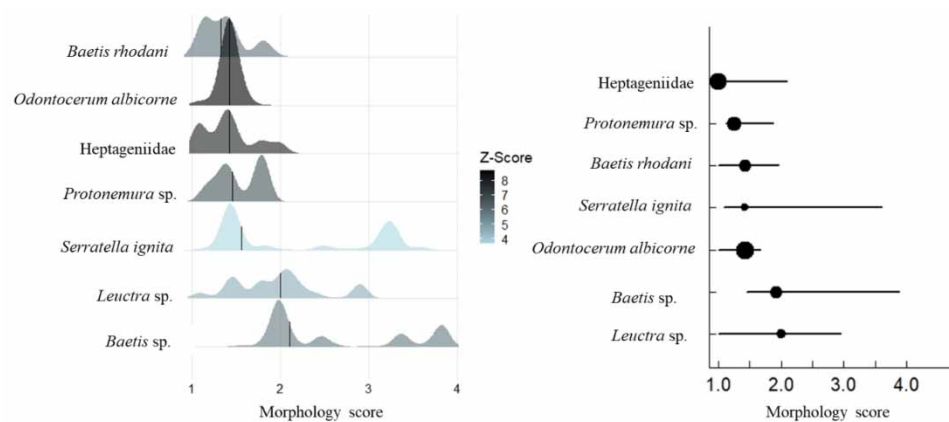 Baetis rhodani
Odontocerum albicorne
Heptageniidae
Protonemura sp.
Serratella ignita
Leuctra sp.
Baetis sp.
1 2 3 4
Morphology score
Z-Score
8
7
6
5
4
Heptageniidae
Protonemura sp.
Baetis rhodani
Serratella ignita
Odontocerum albicorne
Baetis sp.
Leuctra sp.
1.0 2.0 3.0 4.0
Morphology score